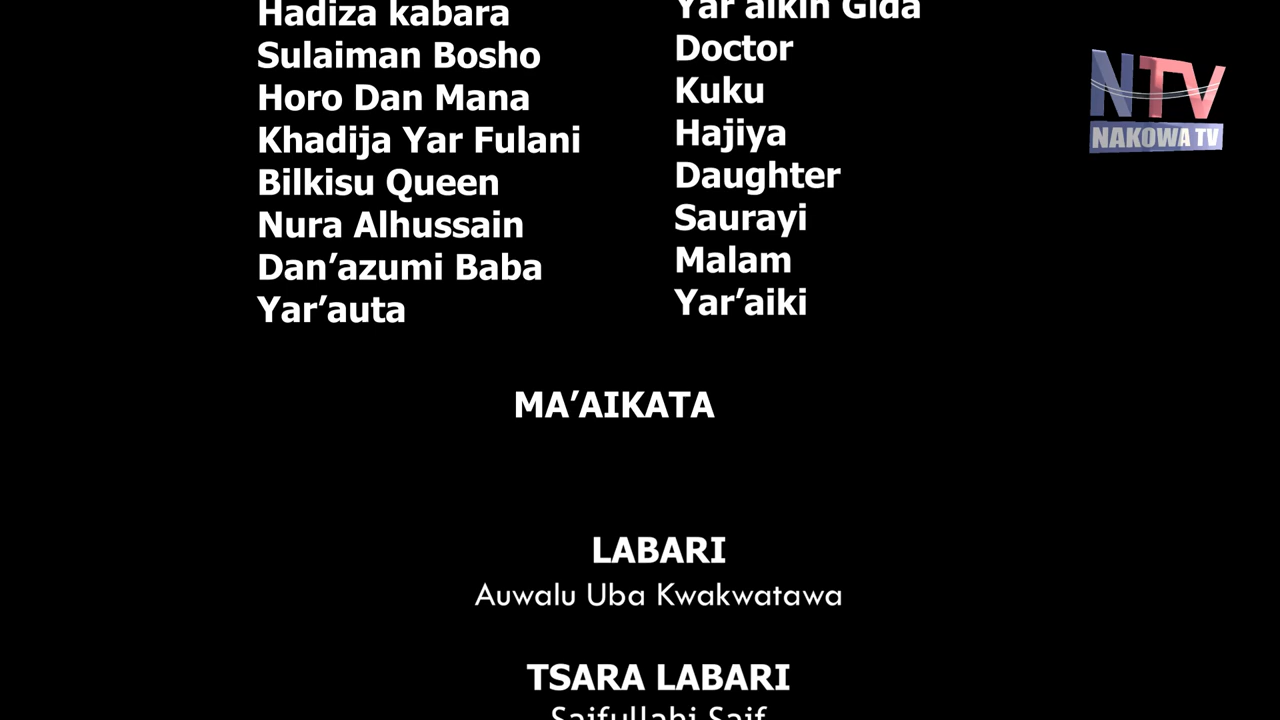 Hadiza kabara Yar'aikin Gida
Sulaiman Bosho Doctor
Horo Dan Mana Kuku
Khadija Yar Fulani Hajiya
Bilkisu Queen Daughter
Nura Alhussain Saurayi
Dan’azumi Baba Malam
Yar’auta Yar’aiki
NTV
NAKOWA TV
MA’AIKATA
LABARI
Auwalu Uba Kwakwatawa
TSARA LABARI
Saifullahi Saif